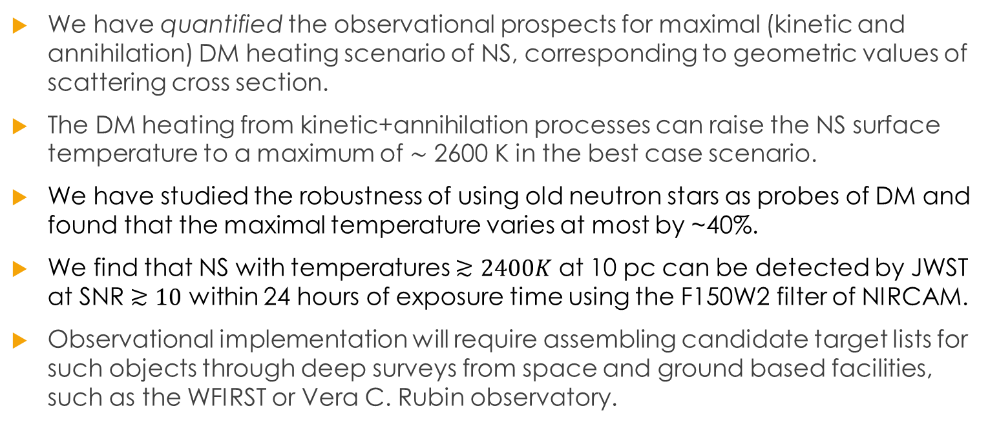 We have quantified the observational prospects for maximal (kinetic and
annihilation) DM heating scenario of NS, corresponding to geometric values of
scattering cross section.
The DM heating from kinetic+annihilation processes can raise the NS surface
temperature to a maximum of ~ 2600 K in the best case scenario.
We have studied the robustness of using old neutron stars as probes of DM and
found that the maximal temperature varies at most by ~40%.
We find that NS with temperatures ≳ 2400K at 10 pc can be detected by JWST
at SNR ≳ 10 within 24 hours of exposure time using the F150W2 filter of NIRCAM.
Observational implementation will require assembling candidate target lists for
such objects through deep surveys from space and ground based facilities,
such as the WFIRST or Vera C. Rubin observatory.